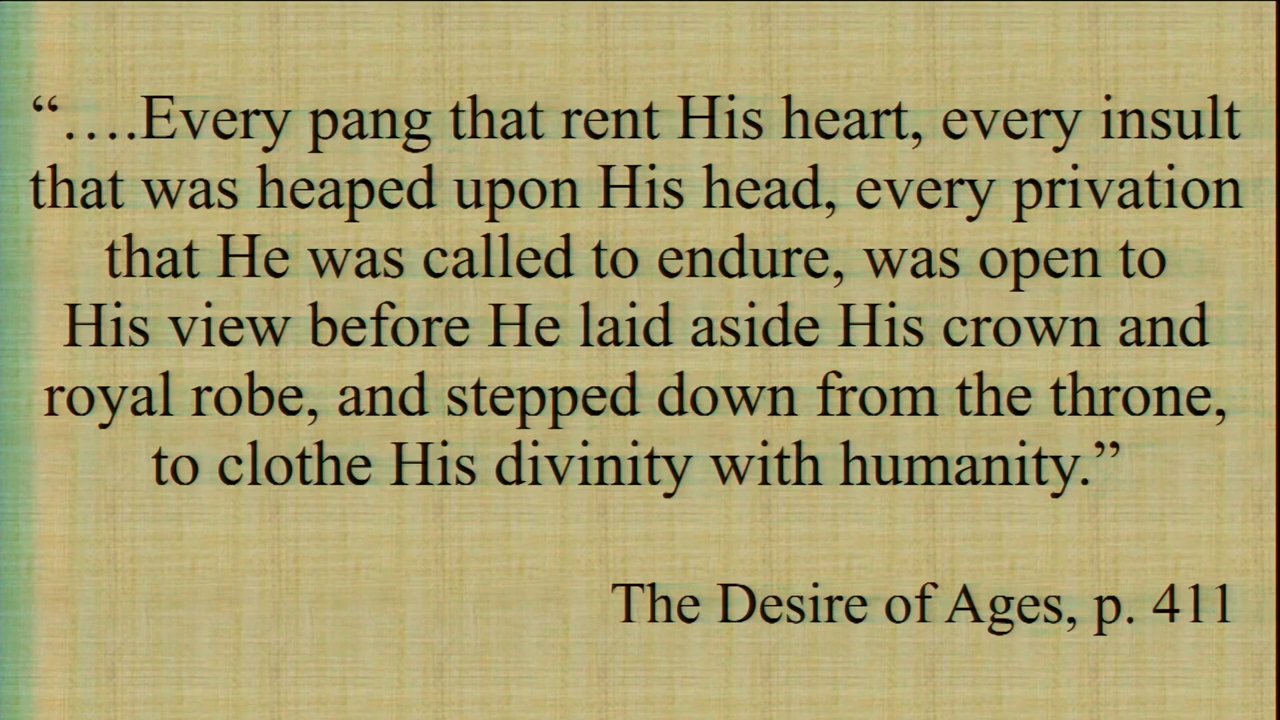 “….Every pang that rent His heart, every insult
that was heaped upon His head, every privation
that He was called to endure, was open to
His view before He laid aside His crown and
royal robe, and stepped down from the throne,
to clothe His divinity with humanity.”
The Desire of Ages, p. 411